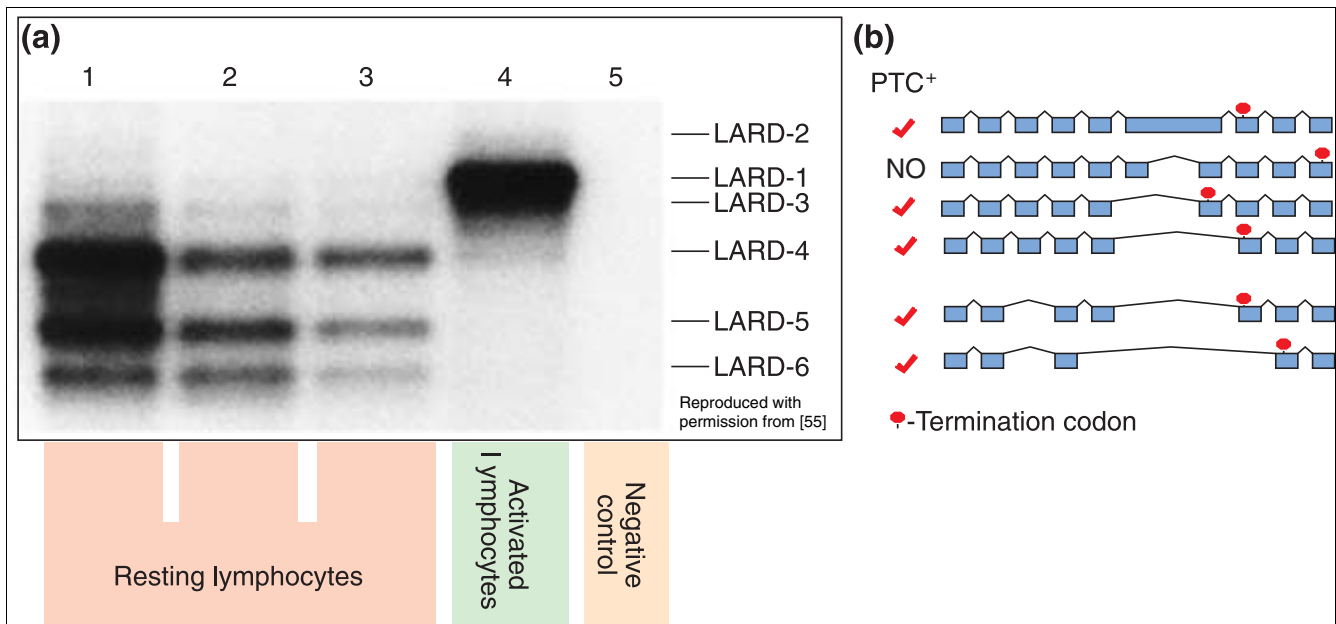 (a)
1 2 3 4 5
LARD-2
LARD-1
LARD-3
LARD-4
LARD-5
LARD-6
Reproduced with
permission from [55]
Resting lymphocytes
Activated
lymphocytes
Negative
control
(b)
PTC+
NO
-Termination codon